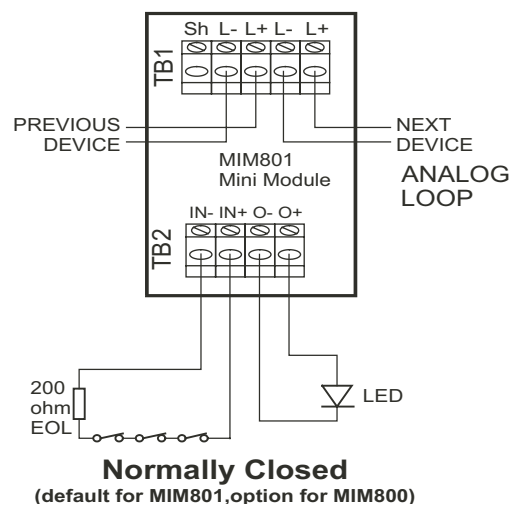 Sh L- L+ L- L+
TB1
PREVIOUS
DEVICE
NEXT
DEVICE
MIM801
Mini Module
ANALOG
LOOP
IN- IN+ O- O+
TB2
200
ohm
EOL
LED
Normally Closed
(default for MIM801,option for MIM800)